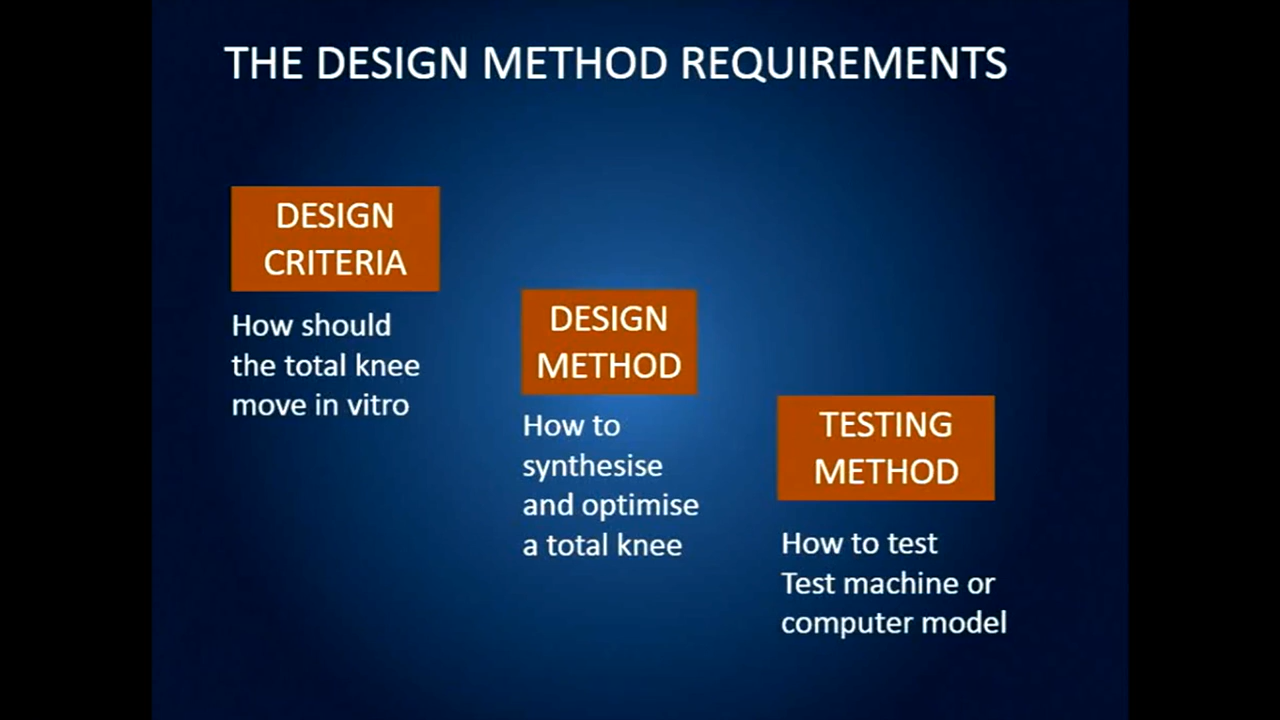 THE DESIGN METHOD REQUIREMENTS
DESIGN
CRITERIA
How should
the total knee
move in vitro
DESIGN
METHOD
How to
synthesise
and optimise
a total knee
TESTING
METHOD
How to test
Test machine or
computer model